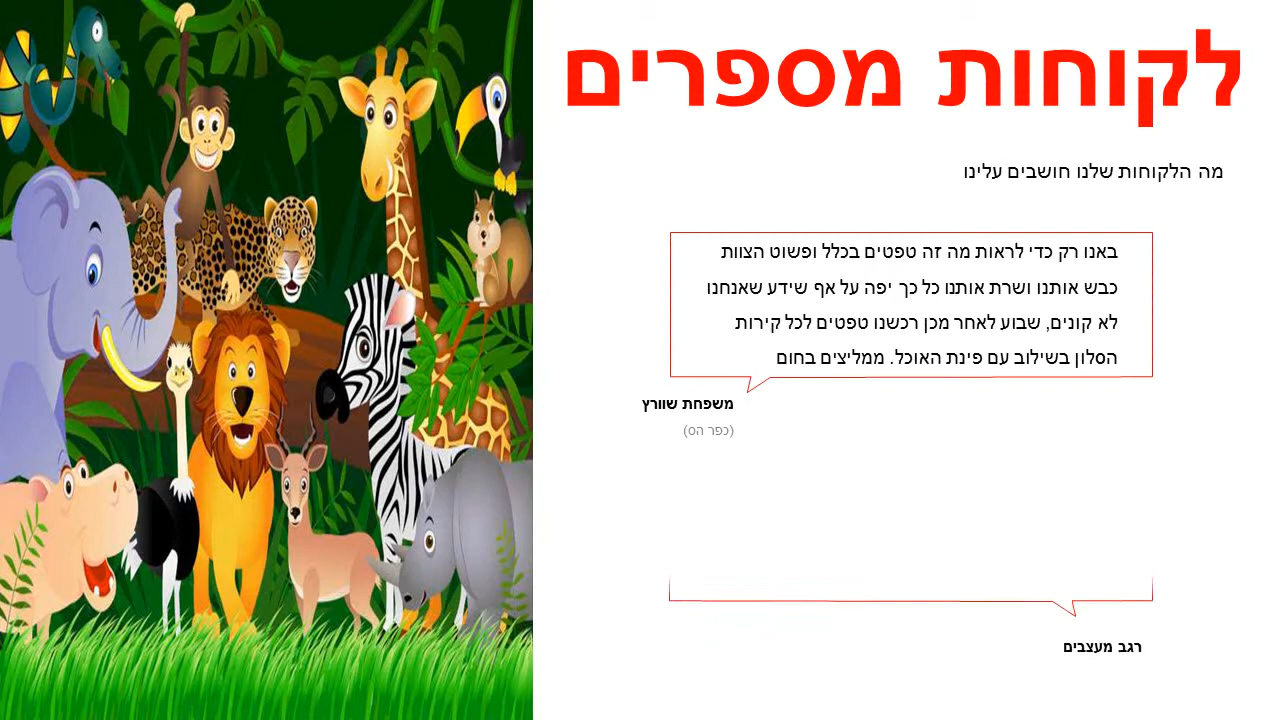 לקוחות מספרים
מה הלקוחות שלנו חושבים עלינו
באנו רק כדי לראות מה זה טפטים בכלל ופשוט הצוות
כבש אותנו ושרת אותנו כל כך יפה על אף שידע שאנחנו
לא קונים, שבוע לאחר מכן רכשנו טפטים לכל קירות
הסלון בשילוב עם פינת האוכל. ממליצים בחום
משפחת שוורץ
(כפר הס)
רגב מעצבים